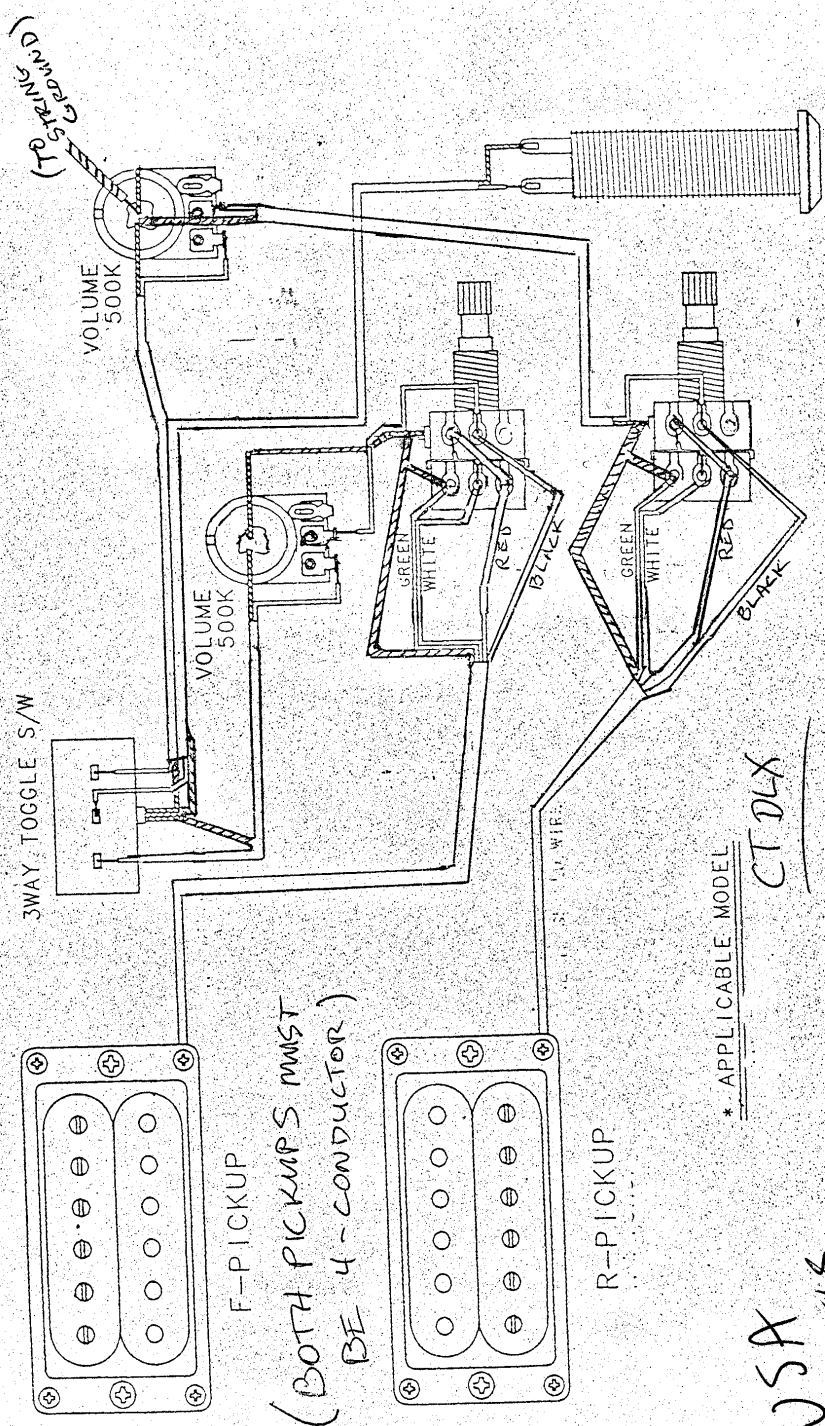 (TO STRING
GROUND)
VOLUME
500K
3WAY TOGGLE S/W
VOLUME
500K
GREEN
WHITE
RED
BLACK
GREEN
WHITE
RED
BLACK
F-PICKUP
(BOTH PICKUPS MUST
BE 4-CONDUCTOR)
R-PICKUP
* APPLICABLE MODEL
CT DLX
USA